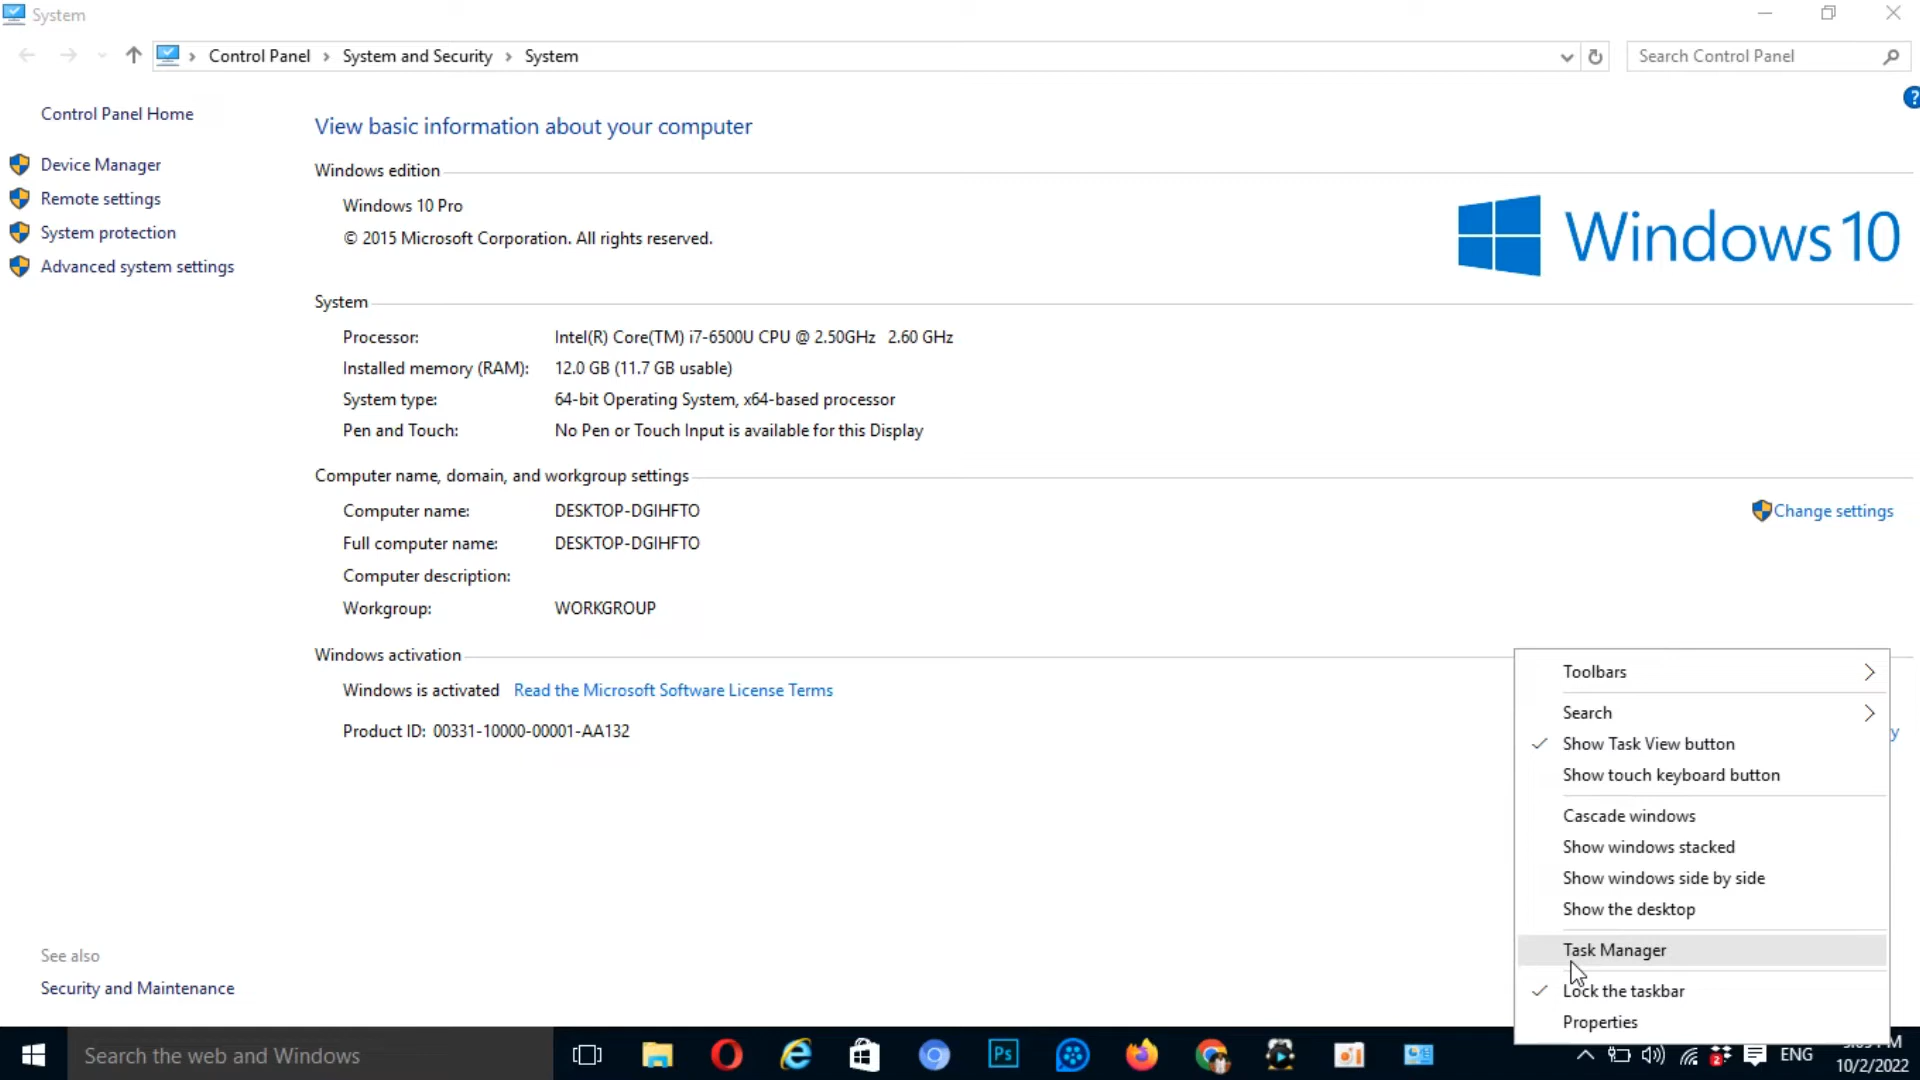 System
Control Panel > System and Security > System
Search Control Panel
?
Control Panel Home
Device Manager
Remote settings
System protection
Advanced system settings
View basic information about your computer
Windows edition
Windows 10 Pro
© 2015 Microsoft Corporation. All rights reserved.
Windows 10
System
Processor: Intel(R) Core(TM) i7-6500U CPU @ 2.50GHz 2.60 GHz
Installed memory (RAM): 12.0 GB (11.7 GB usable)
System type: 64-bit Operating System, x64-based processor
Pen and Touch: No Pen or Touch Input is available for this Display
Computer name, domain, and workgroup settings
Computer name: DESKTOP-DGIHFTO
Change settings
Full computer name: DESKTOP-DGIHFTO
Computer description:
Workgroup: WORKGROUP
Windows activation
Windows is activated Read the Microsoft Software License Terms
Product ID: 00331-10000-00001-AA132
y
Toolbars
Search
Show Task View button
Show touch keyboard button
Cascade windows
Show windows stacked
Show windows side by side
Show the desktop
Task Manager
Lock the taskbar
Properties
See also
Security and Maintenance
Search the web and Windows
Ps
2
ENG
10/2/2022